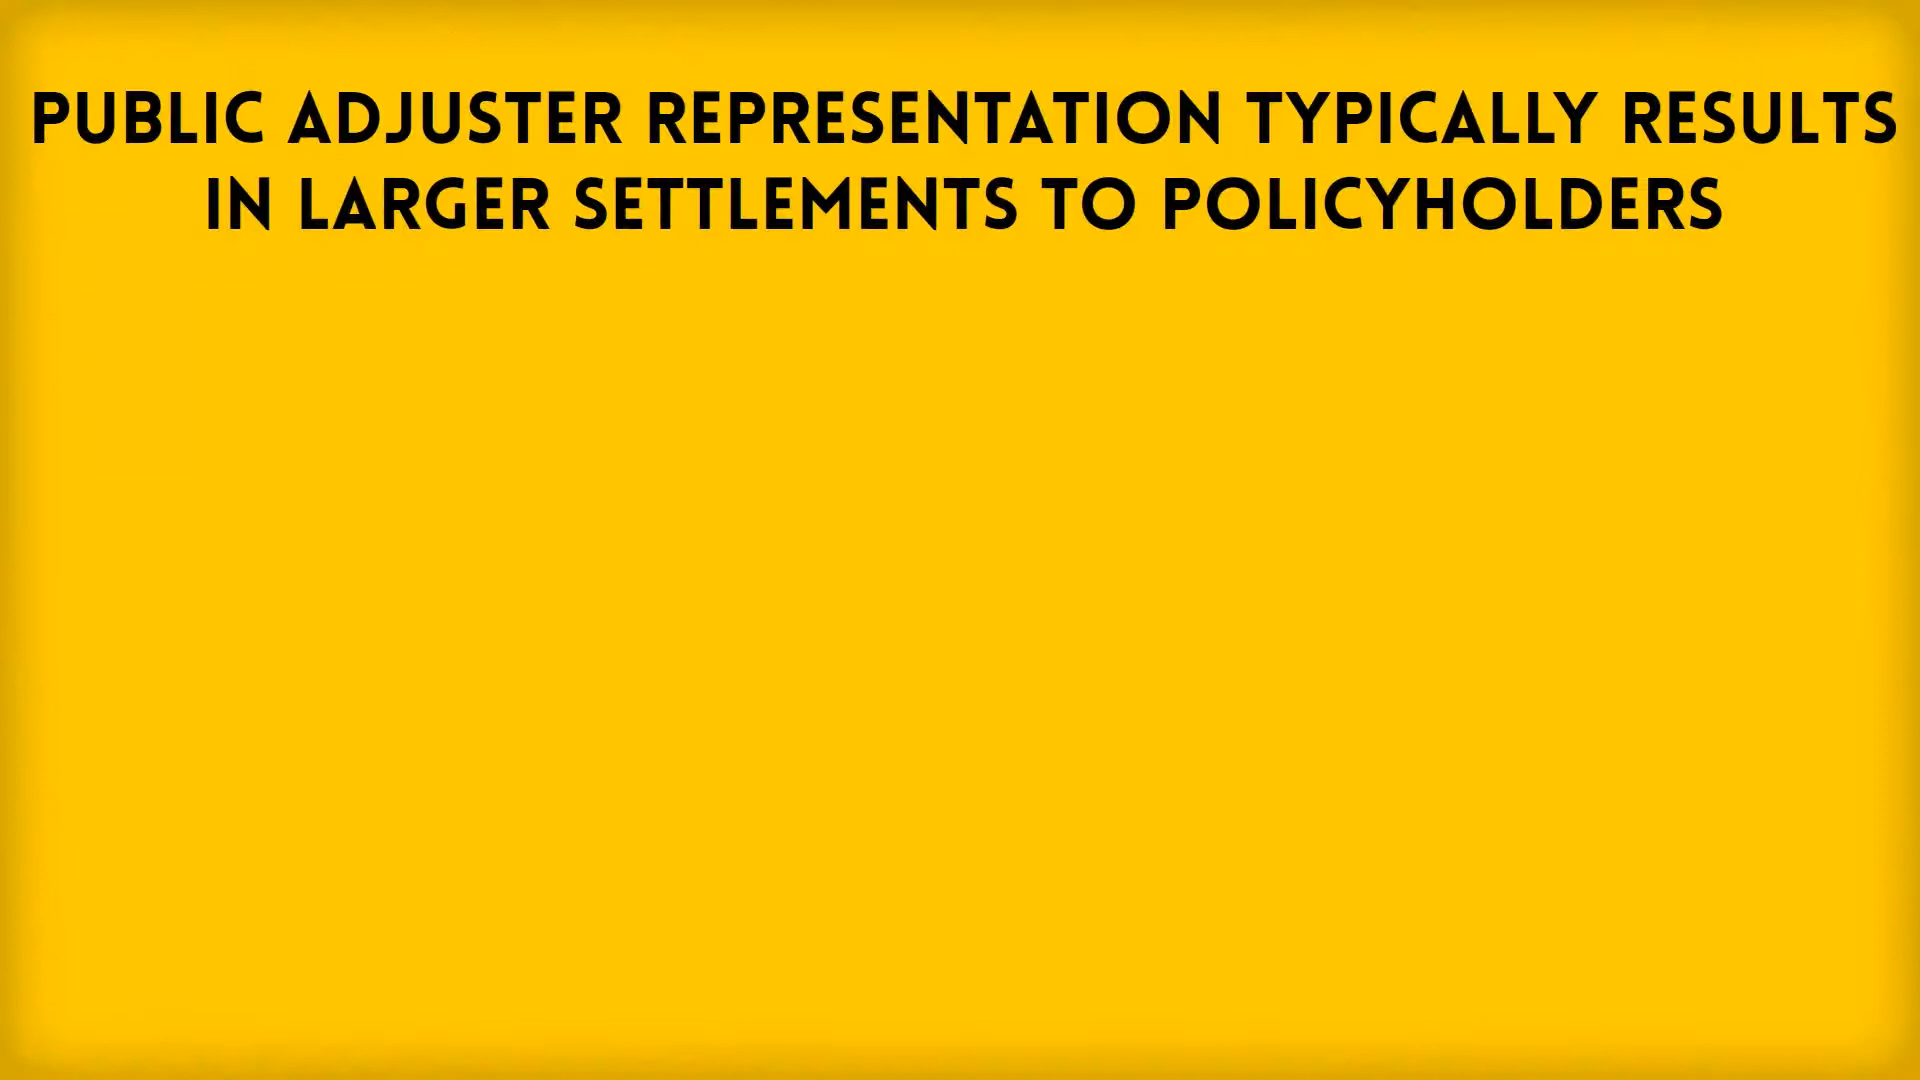 PUBLIC ADJUSTER REPRESENTATION TYPICALLY RESULTS
IN LARGER SETTLEMENTS TO POLICYHOLDERS